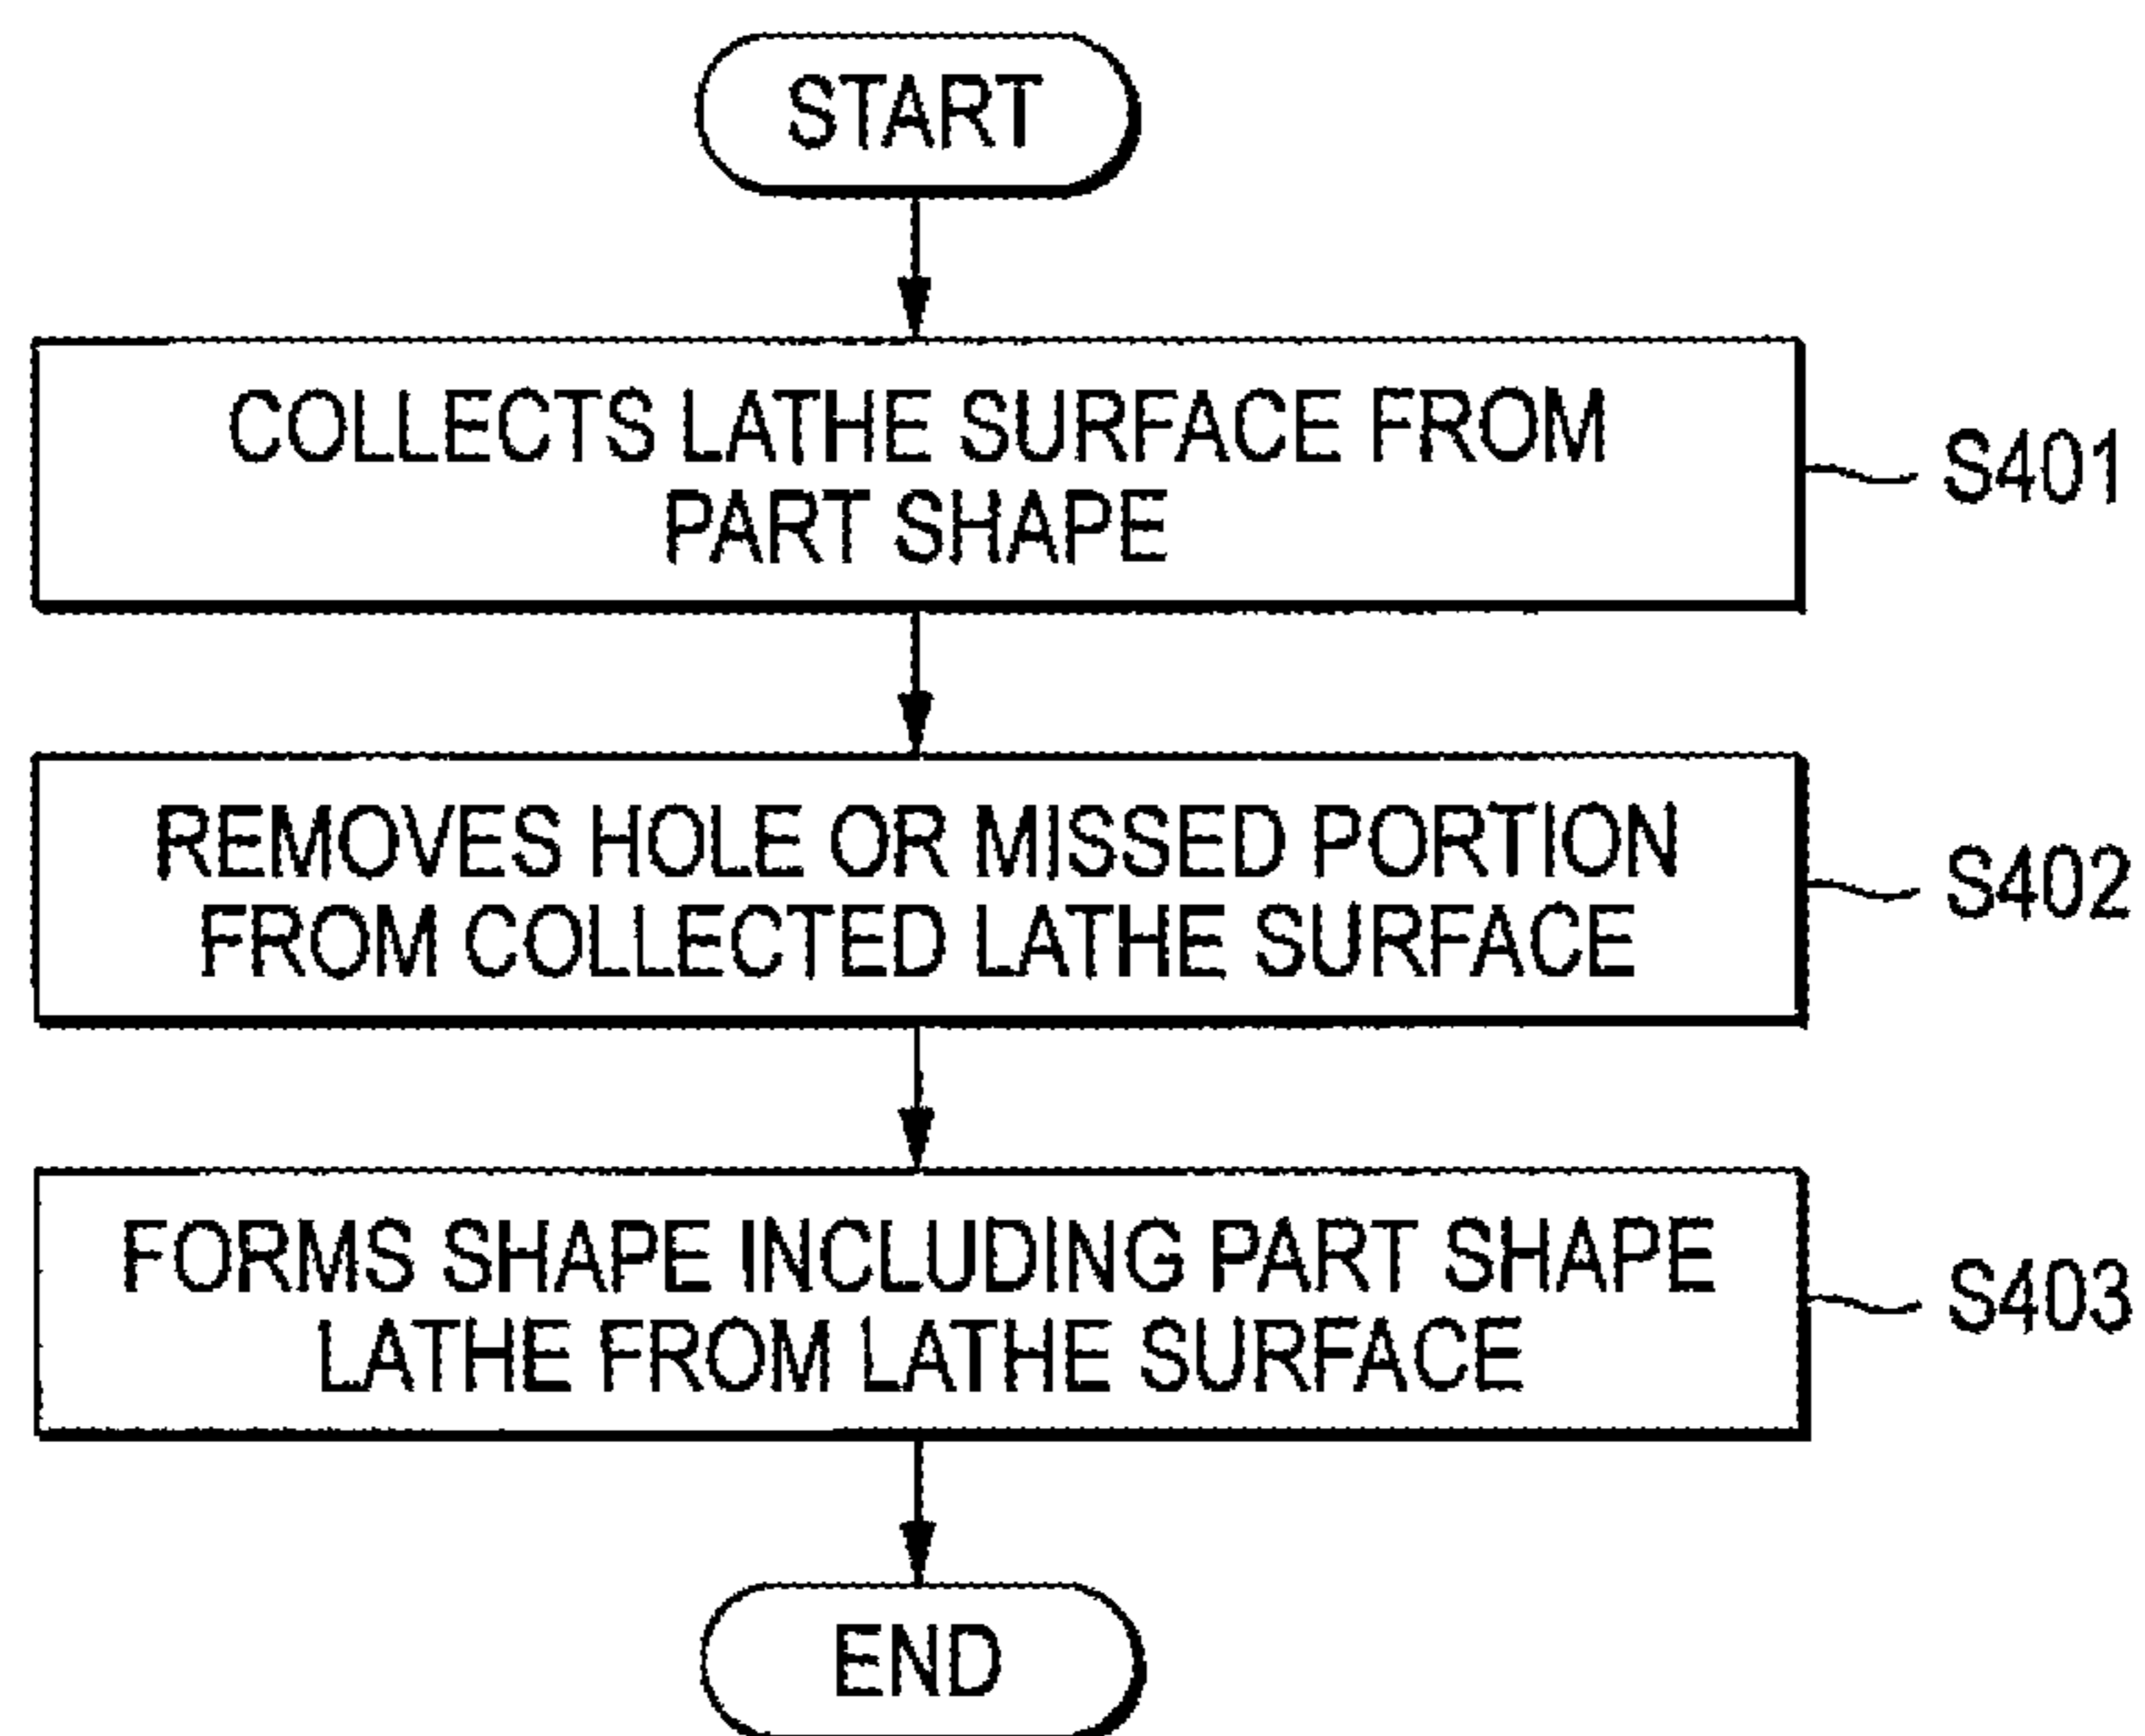 START
COLLECTS LATHE SURFACE FROM
PART SHAPE
S401
REMOVES HOLE OR MISSED PORTION
FROM COLLECTED LATHE SURFACE
S402
FORMS SHAPE INCLUDING PART SHAPE
LATHE FROM LATHE SURFACE
S403
END